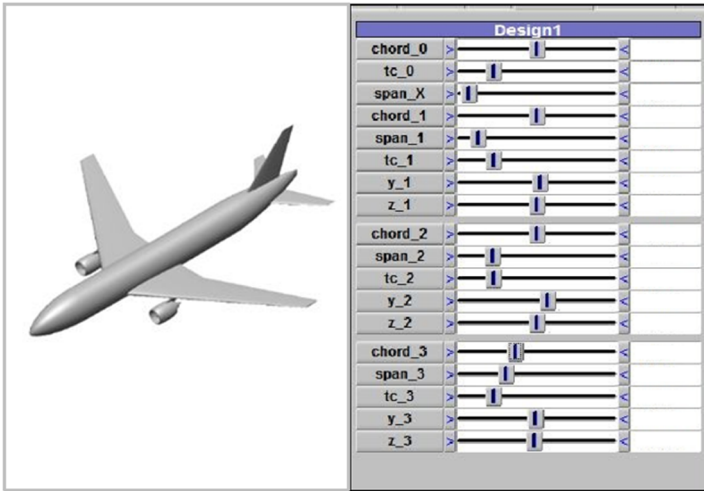 Design1
chord_0 > <
tc_0 > <
span_X > <
chord_1 > <
span_1 > <
tc_1 > <
y_1 > <
z_1 > <
chord_2 > <
span_2 > <
tc_2 > <
y_2 > <
z_2 > <
chord_3 > <
span_3 > <
tc_3 > <
y_3 > <
z_3 > <